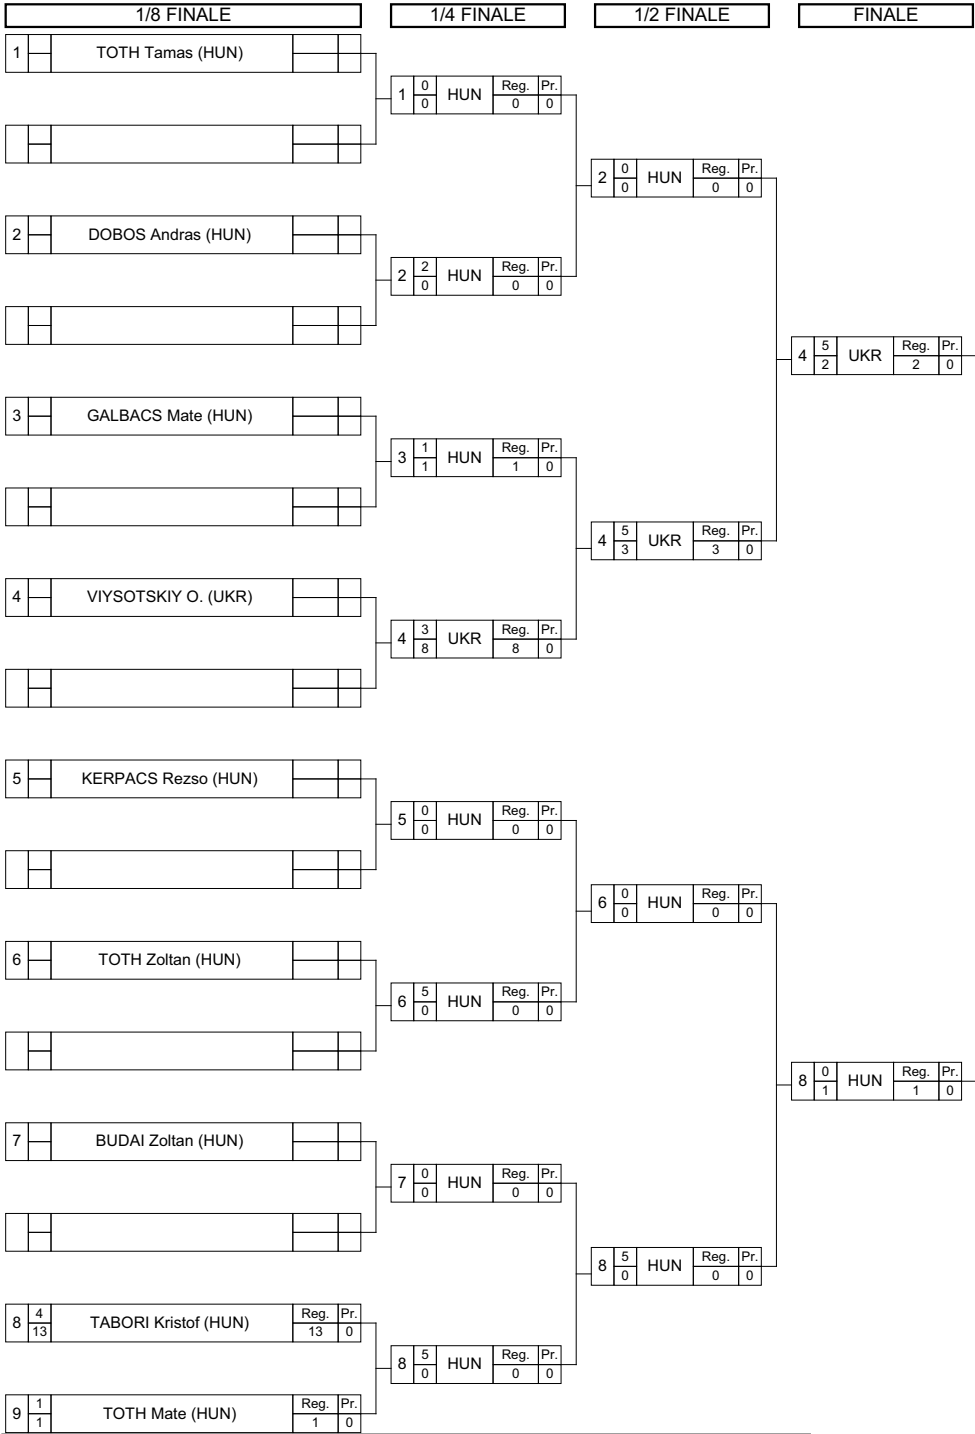 1/8 FINALE 1/4 FINALE 1/2 FINALE FINALE
1 TOTH Tamas (HUN)
1 0 0 HUN Reg. 0 Pr. 0
2 0 0 HUN Reg. 0 Pr. 0
2 DOBOS Andras (HUN)
2 2 0 HUN Reg. 0 Pr. 0
4 5 2 UKR Reg. 2 Pr. 0
3 GALBACS Mate (HUN)
3 1 1 HUN Reg. 1 Pr. 0
4 5 3 UKR Reg. 3 Pr. 0
4 VIYSOTSKIY O. (UKR)
4 3 8 UKR Reg. 8 Pr. 0
5 KERPACS Rezso (HUN)
5 0 0 HUN Reg. 0 Pr. 0
6 0 0 HUN Reg. 0 Pr. 0
6 TOTH Zoltan (HUN)
6 5 0 HUN Reg. 0 Pr. 0
8 0 1 HUN Reg. 1 Pr. 0
7 BUDAI Zoltan (HUN)
7 0 0 HUN Reg. 0 Pr. 0
8 5 0 HUN Reg. 0 Pr. 0
8 4 13 TABORI Kristof (HUN) Reg. 13 Pr. 0
8 5 0 HUN Reg. 0 Pr. 0
9 1 1 TOTH Mate (HUN) Reg. 1 Pr. 0